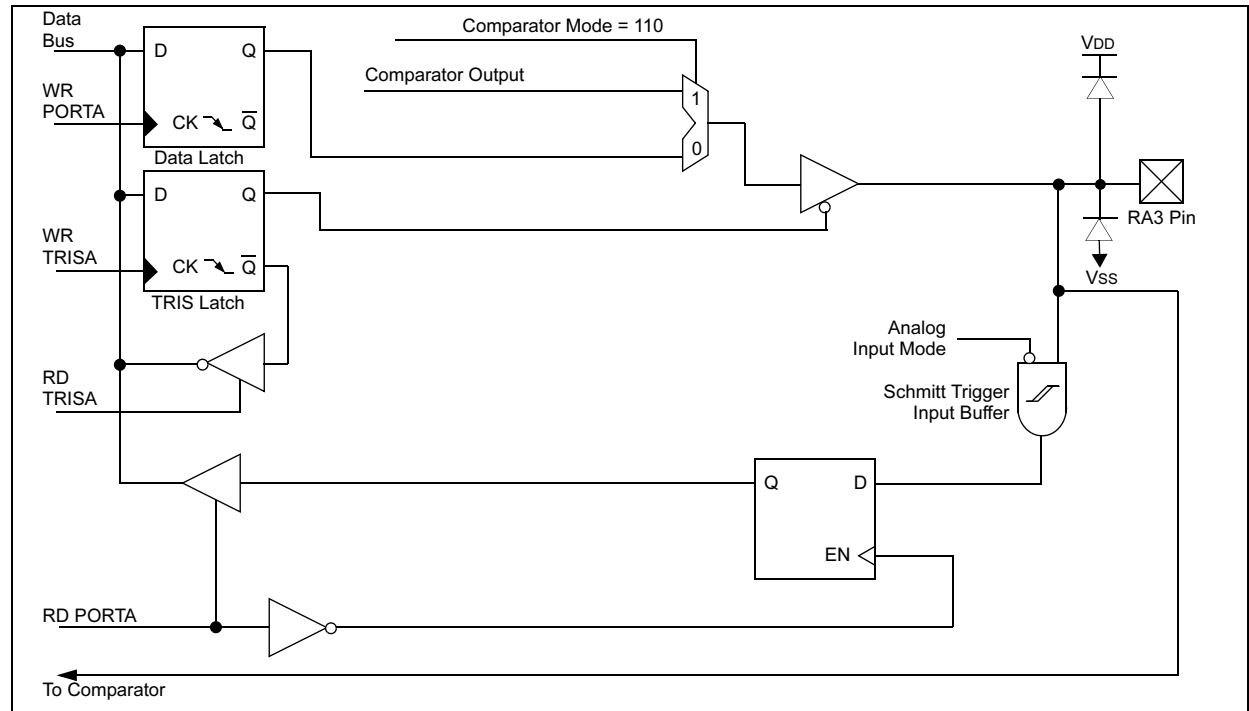 Data
Bus
D
Q
WR
PORTA
CK
Q
Data Latch
Comparator Mode = 110
Comparator Output
1
0
VDD
RA3 Pin
VSS
D
Q
WR
TRISA
CK
Q
TRIS Latch
RD
TRISA
Analog
Input Mode
Schmitt Trigger
Input Buffer
Q
D
EN
RD PORTA
To Comparator